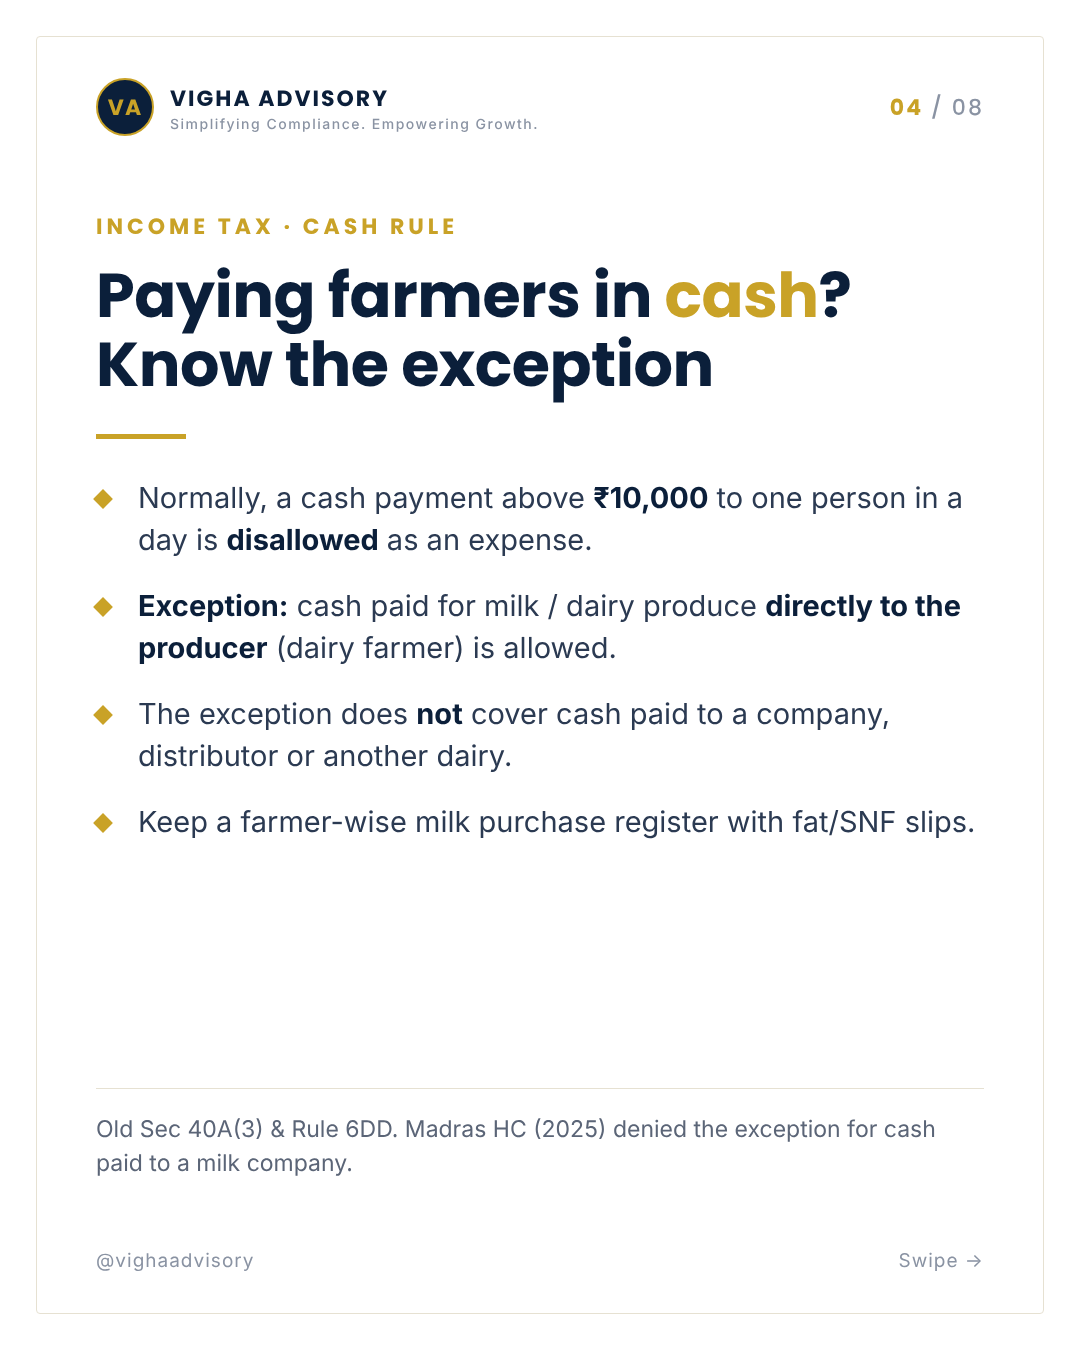 VA
VIGHA ADVISORY
Simplifying Compliance. Empowering Growth.
04 / 08
INCOME TAX · CASH RULE
Paying farmers in cash?
Know the exception
Normally, a cash payment above ₹10,000 to one person in a
day is disallowed as an expense.
Exception: cash paid for milk / dairy produce directly to the
producer (dairy farmer) is allowed.
The exception does not cover cash paid to a company,
distributor or another dairy.
Keep a farmer-wise milk purchase register with fat/SNF slips.
Old Sec 40A(3) & Rule 6DD. Madras HC (2025) denied the exception for cash
paid to a milk company.
@vighaadvisory
Swipe →